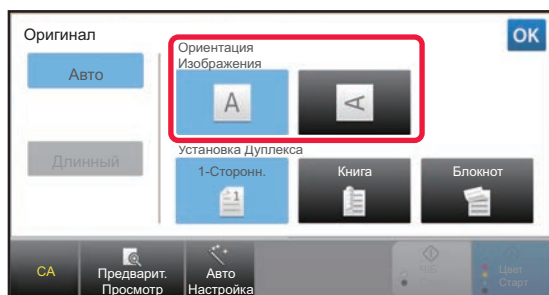 Оригинал
OK
Ориентация
Изображения
Авто
A
A
Установка Дуплекса
Длинный
1-Сторонн.
Книга
Блокнот
1
CA
Предварит.
Просмотр
Авто
Настройка
Цвет
Старт